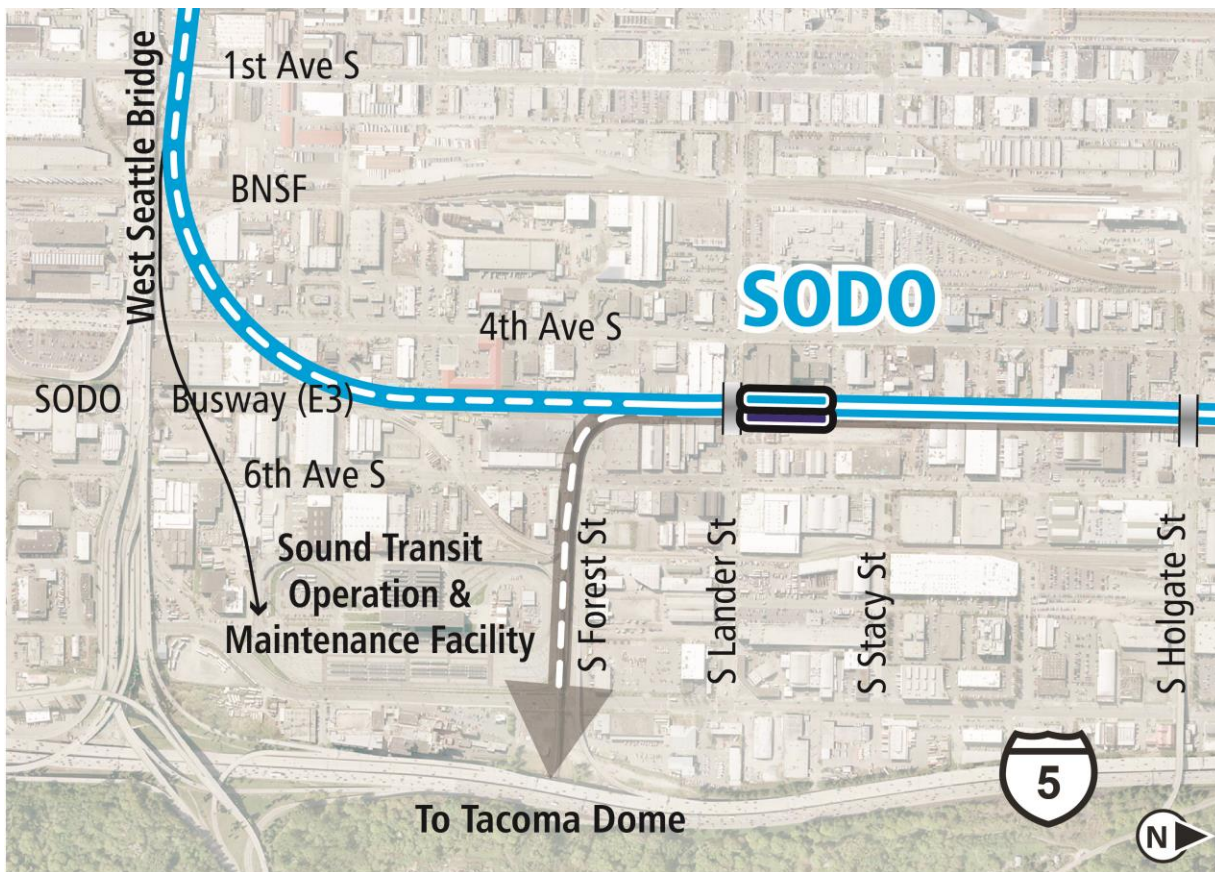 1st Ave S
West Seattle Bridge
BNSF
SODO
4th Ave S
SODO Busway (E3)
6th Ave S
Sound Transit
Operation &
Maintenance Facility
S Forest St
S Lander St
S Stacy St
S Holgate St
5
To Tacoma Dome
N